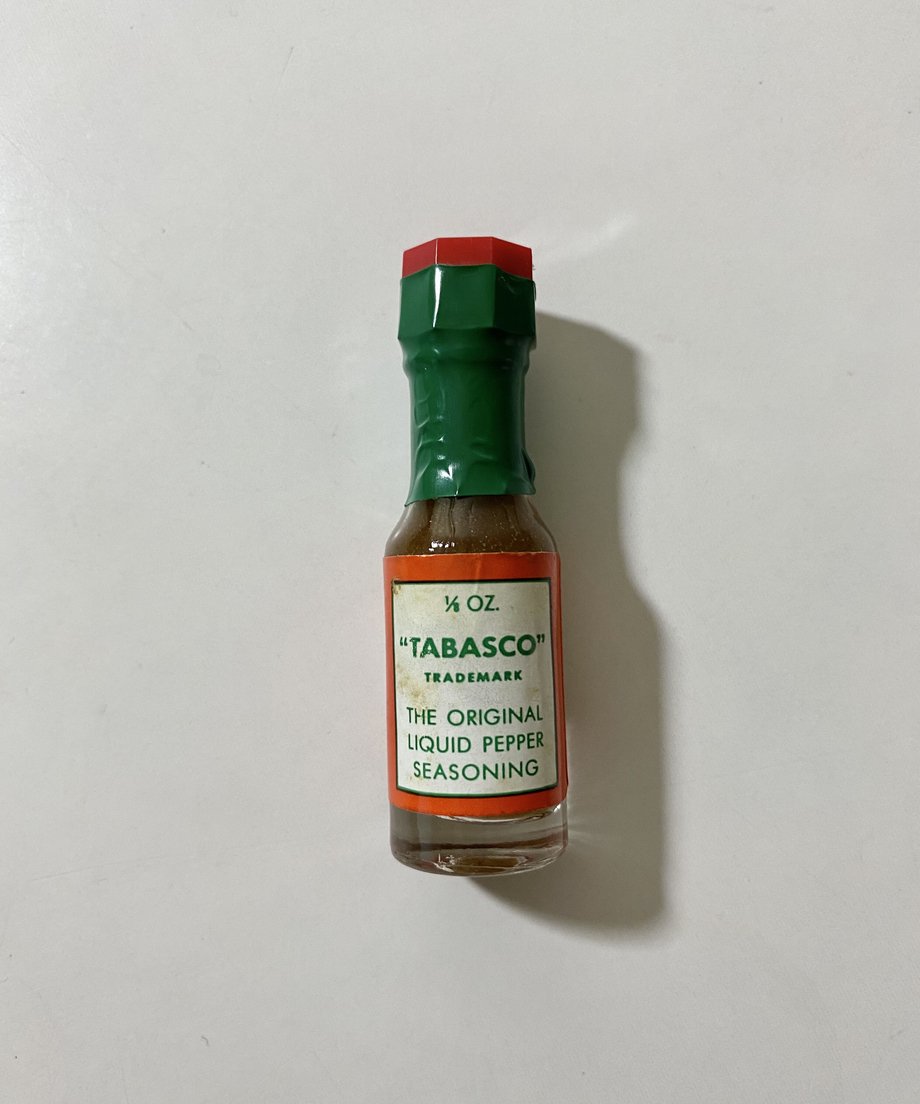 ⅛ OZ.
“TABASCO”
TRADEMARK
THE ORIGINAL
LIQUID PEPPER
SEASONING